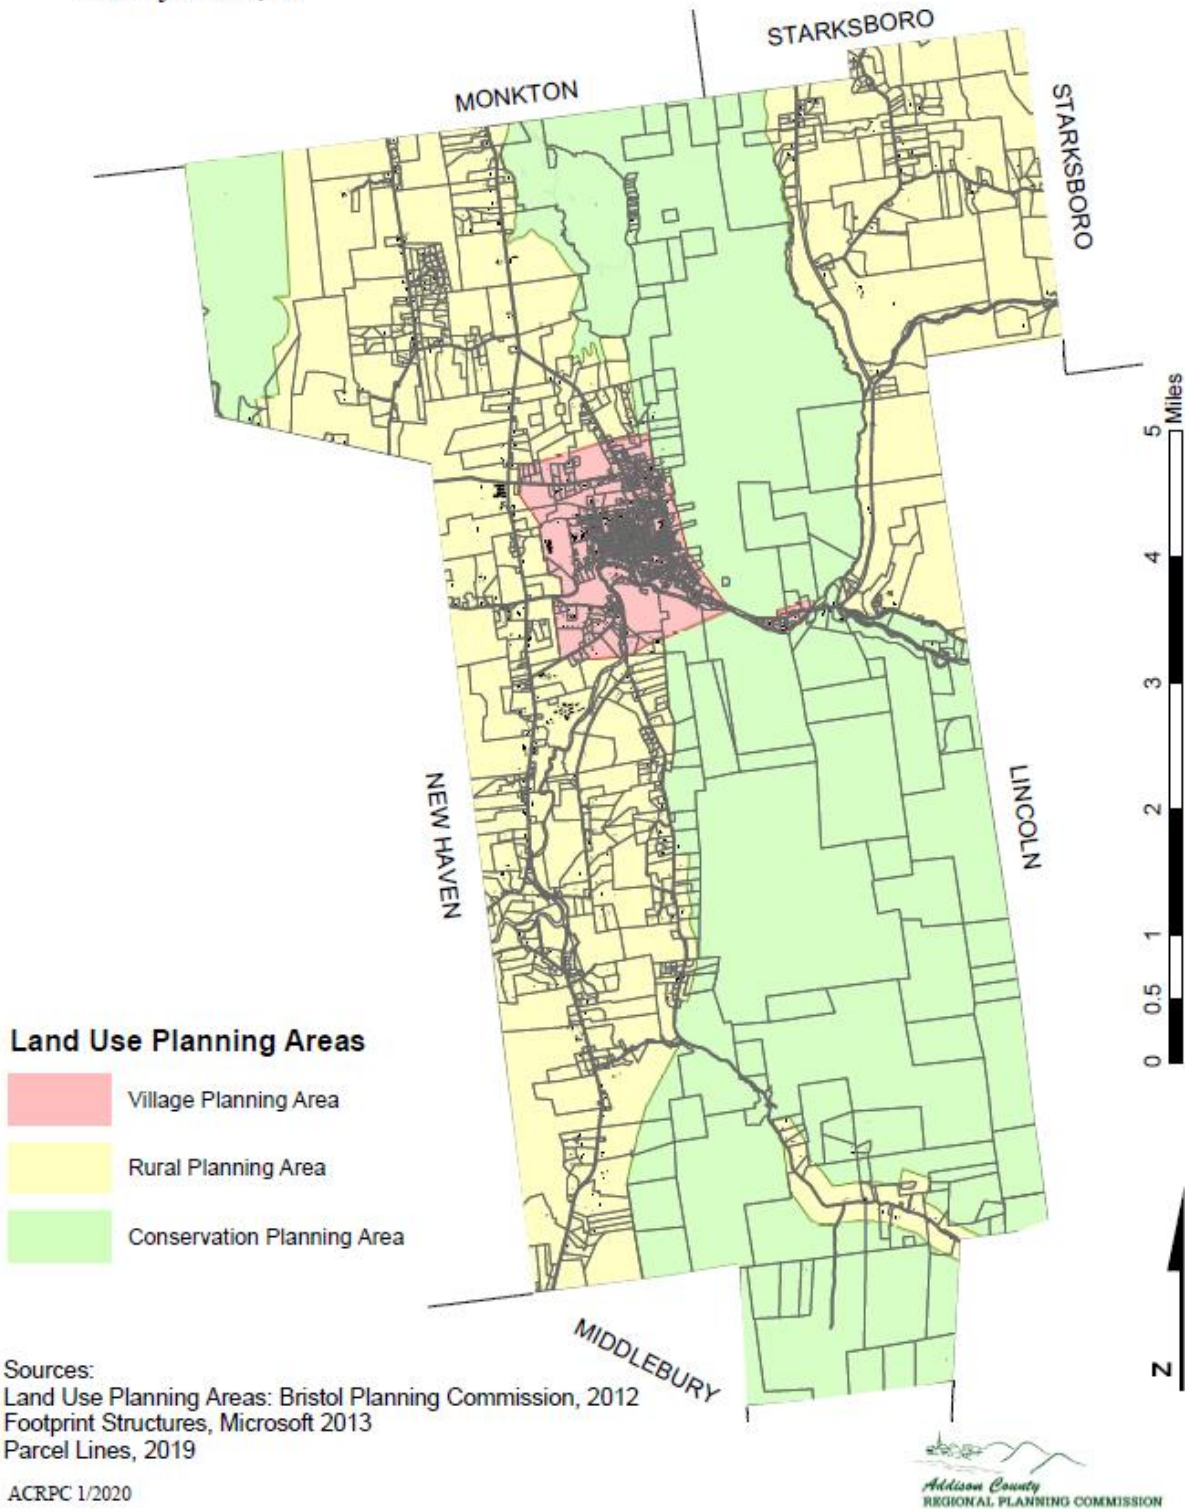 STARKSBORO
MONKTON
STARKSBORO
Miles
5
4
3
2
1
0.5
0
NEW HAVEN
LINCOLN
Land Use Planning Areas
Village Planning Area
Rural Planning Area
Conservation Planning Area
MIDDLEBURY
N
Sources:
Land Use Planning Areas: Bristol Planning Commission, 2012
Footprint Structures, Microsoft 2013
Parcel Lines, 2019
ACRPC 1/2020
Addison County
REGIONAL PLANNING COMMISSION